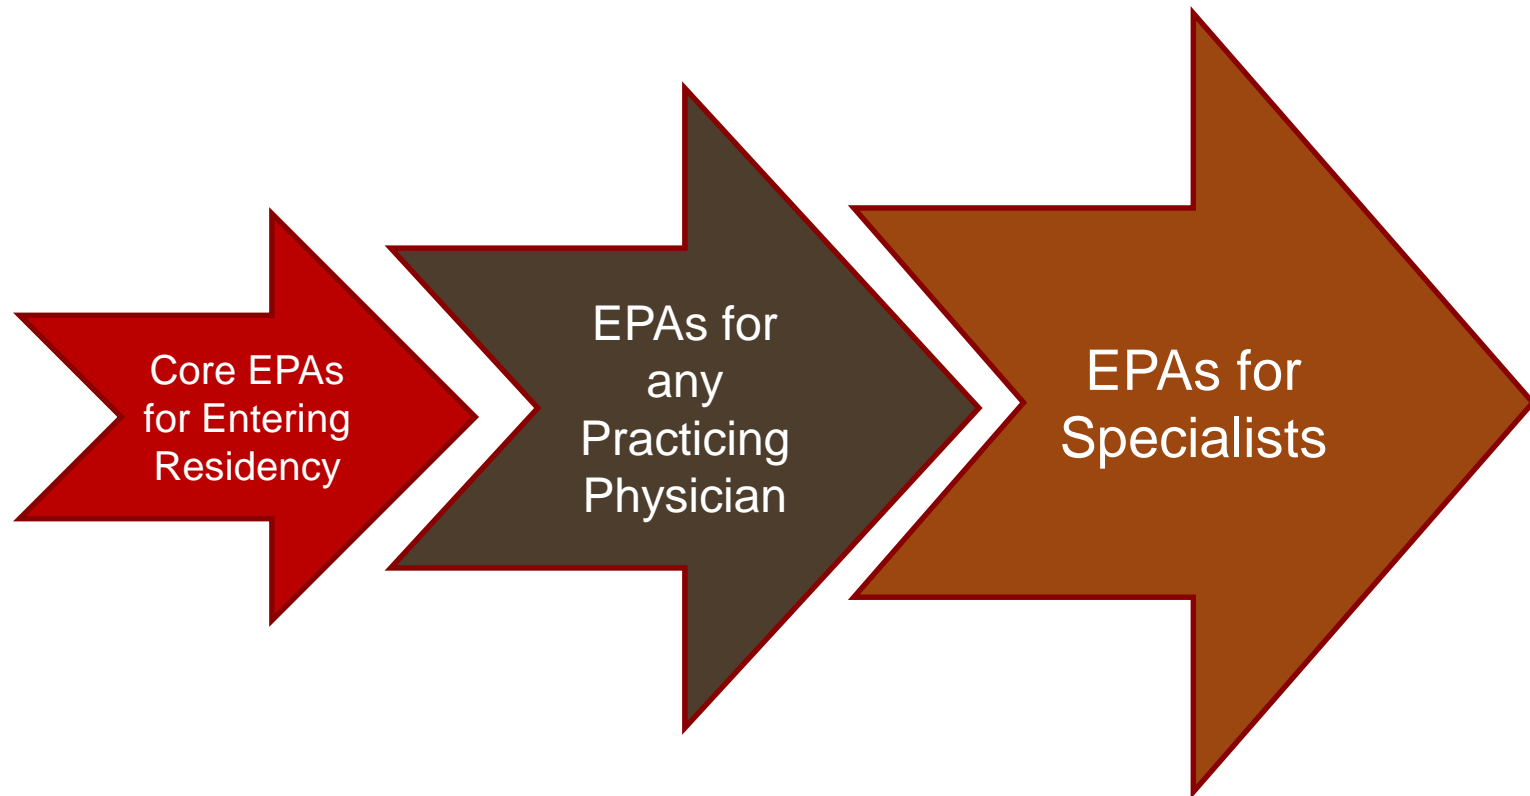 Core EPAs
for Entering
Residency
EPAs for
any
Practicing
Physician
EPAs for
Specialists